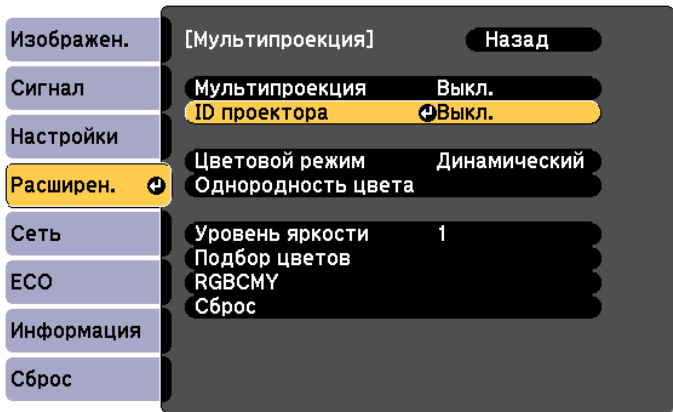 Изображен.
Сигнал
Настройки
Расширен.
Сеть
ECO
Информация
Сброс
[Мультипроекция] Назад
Мультипроекция Выкл.
ID проектора Выкл.
Цветовой режим Динамический
Однородность цвета
Уровень яркости 1
Подбор цветов
RGBCMY
Сброс